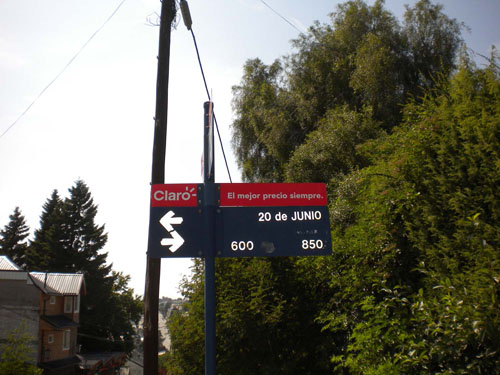 Claro
El mejor precio siempre.
20 de JUNIO
600 850